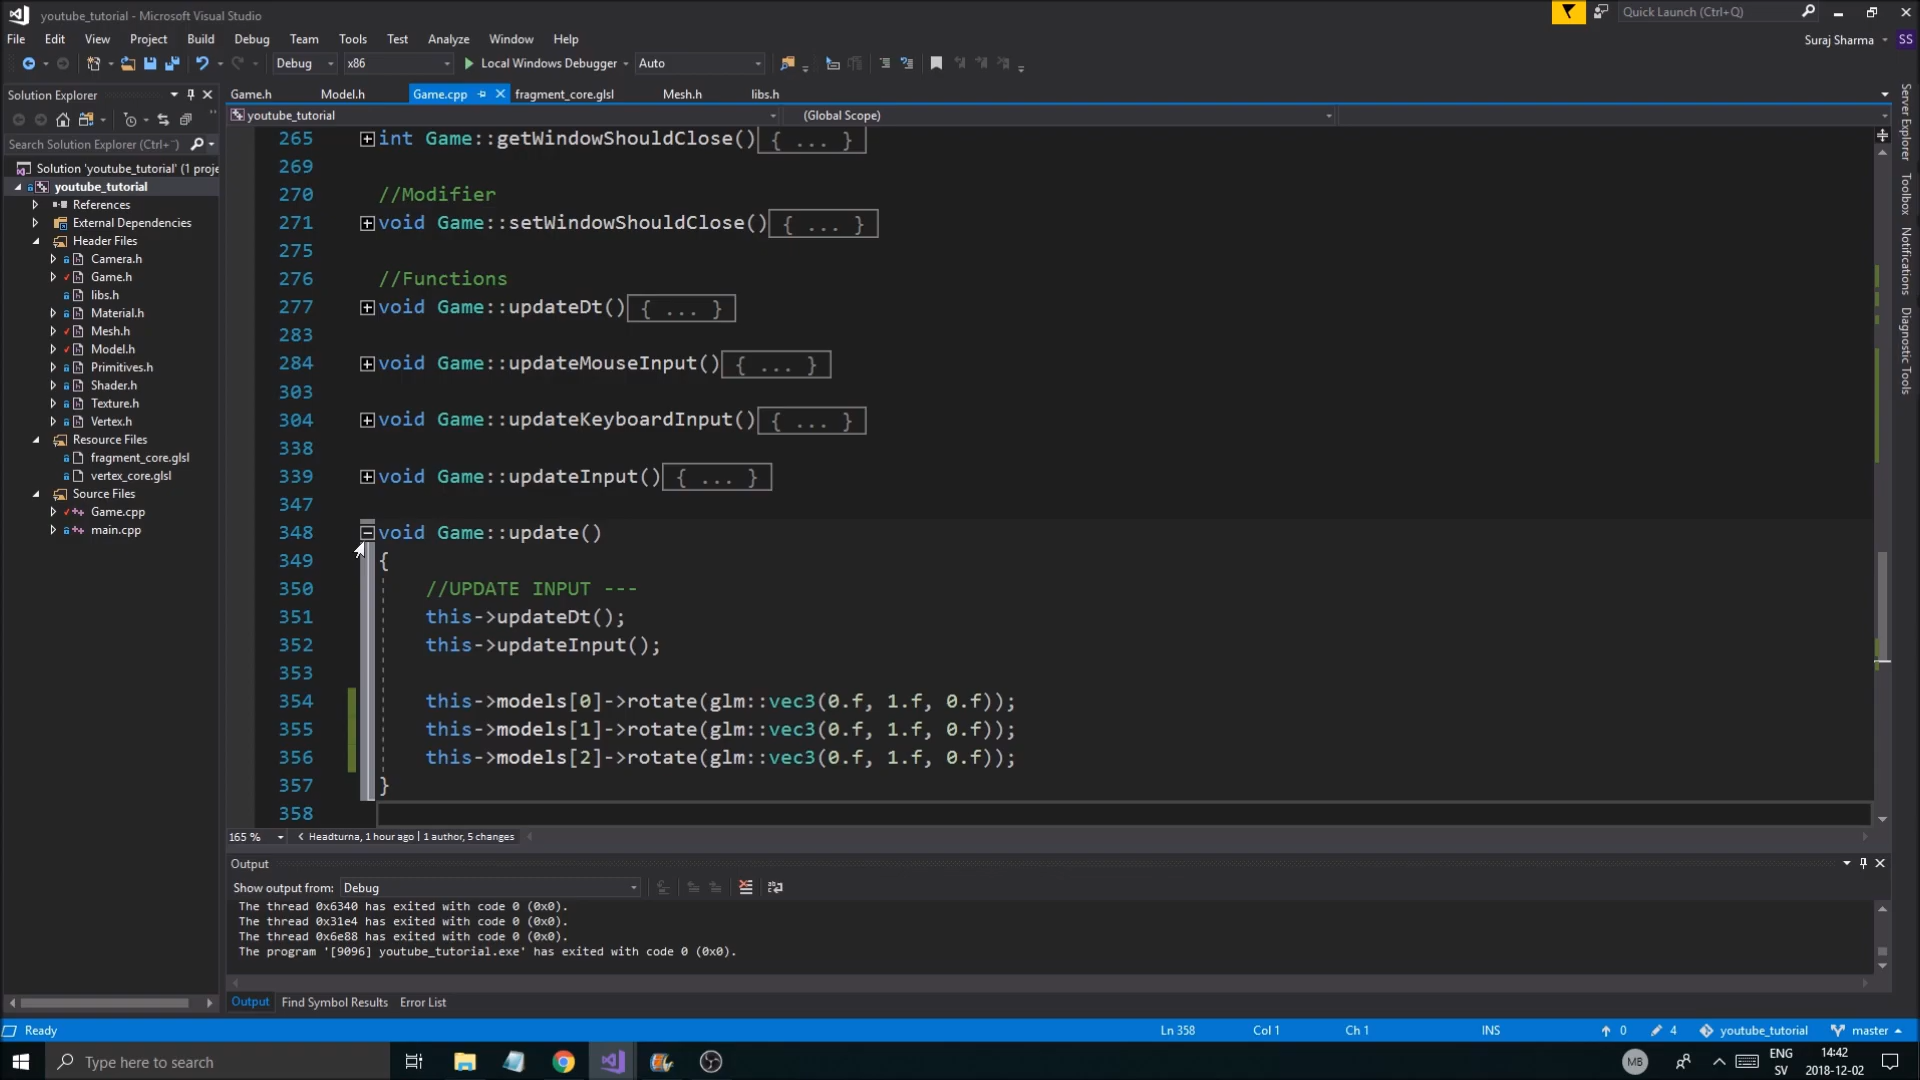 youtube_tutorial - Microsoft Visual Studio
Quick Launch (Ctrl+Q)
File Edit View Project Build Debug Team Tools Test Analyze Window Help
Suraj Sharma
SS
Debug x86 Local Windows Debugger Auto
Solution Explorer
Game.h Model.h Game.cpp fragment_core.glsl Mesh.h libs.h
youtube_tutorial
(Global Scope)
Search Solution Explorer (Ctrl+¨)
Solution 'youtube_tutorial' (1 proje
youtube_tutorial
References
External Dependencies
Header Files
Camera.h
Game.h
libs.h
Material.h
Mesh.h
Model.h
Primitives.h
Shader.h
Texture.h
Vertex.h
Resource Files
fragment_core.glsl
vertex_core.glsl
Source Files
Game.cpp
main.cpp
265 int Game::getWindowShouldClose(){ ... }
269
270 //Modifier
271 void Game::setWindowShouldClose(){ ... }
275
276 //Functions
277 void Game::updateDt(){ ... }
283
284 void Game::updateMouseInput(){ ... }
303
304 void Game::updateKeyboardInput(){ ... }
338
339 void Game::updateInput(){ ... }
347
348 void Game::update()
349 {
350 //UPDATE INPUT ---
351 this->updateDt();
352 this->updateInput();
353
354 this->models[0]->rotate(glm::vec3(0.f, 1.f, 0.f));
355 this->models[1]->rotate(glm::vec3(0.f, 1.f, 0.f));
356 this->models[2]->rotate(glm::vec3(0.f, 1.f, 0.f));
357 }
358
165 % Headturna, 1 hour ago | 1 author, 5 changes
Server Explorer
Toolbox
Notifications
Diagnostic Tools
Output
Show output from: Debug
The thread 0x6340 has exited with code 0 (0x0).
The thread 0x31e4 has exited with code 0 (0x0).
The thread 0x6e88 has exited with code 0 (0x0).
The program '[9096] youtube_tutorial.exe' has exited with code 0 (0x0).
Output Find Symbol Results Error List
Ready Ln 358 Col 1 Ch 1 INS 0 4 youtube_tutorial master
Type here to search
MB
ENG
SV
14:42
2018-12-02